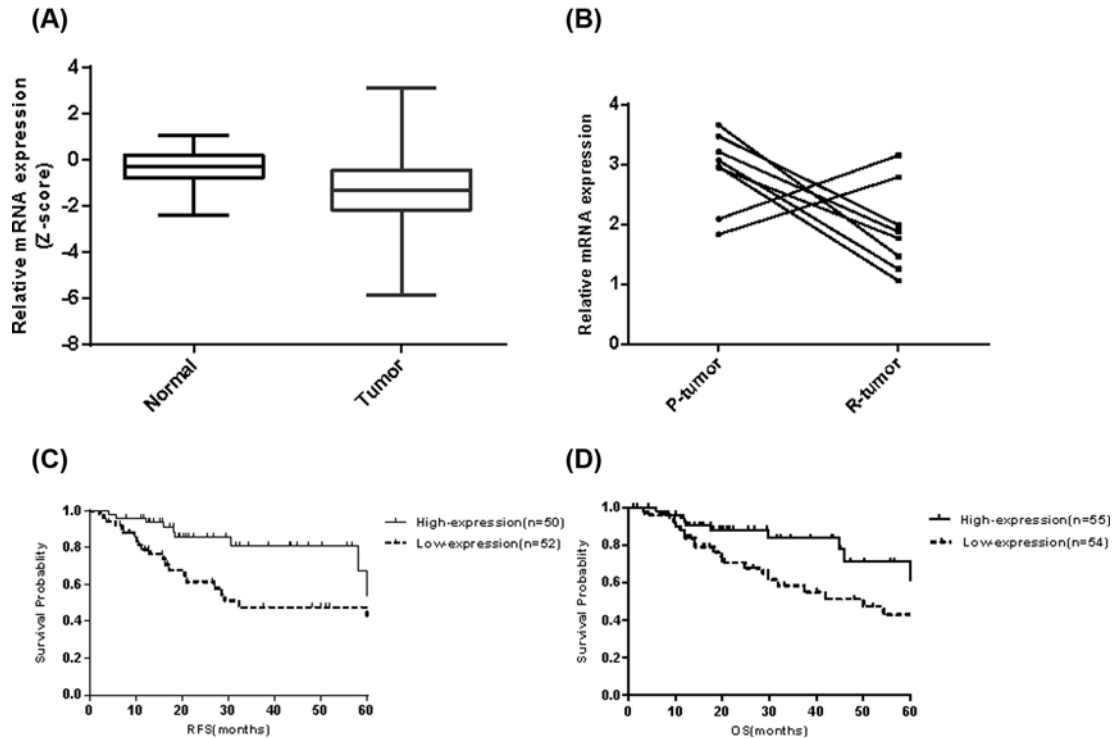 (A)
Relative mRNA expression
(Z-score)
4
2
0
-2
-4
-6
-8
Normal
Tumor
(B)
Relative mRNA expression
4
3
2
1
0
P-tumor
R-tumor
(C)
Survival Probablity
1.0
0.8
0.6
0.4
0.2
0.0
0 10 20 30 40 50 60
RFS(months)
High-expression(n=50)
Low-expression(n=52)
(D)
Survival Probablity
1.0
0.8
0.6
0.4
0.2
0.0
0 10 20 30 40 50 60
OS(months)
High-expression(n=55)
Low-expression(n=54)